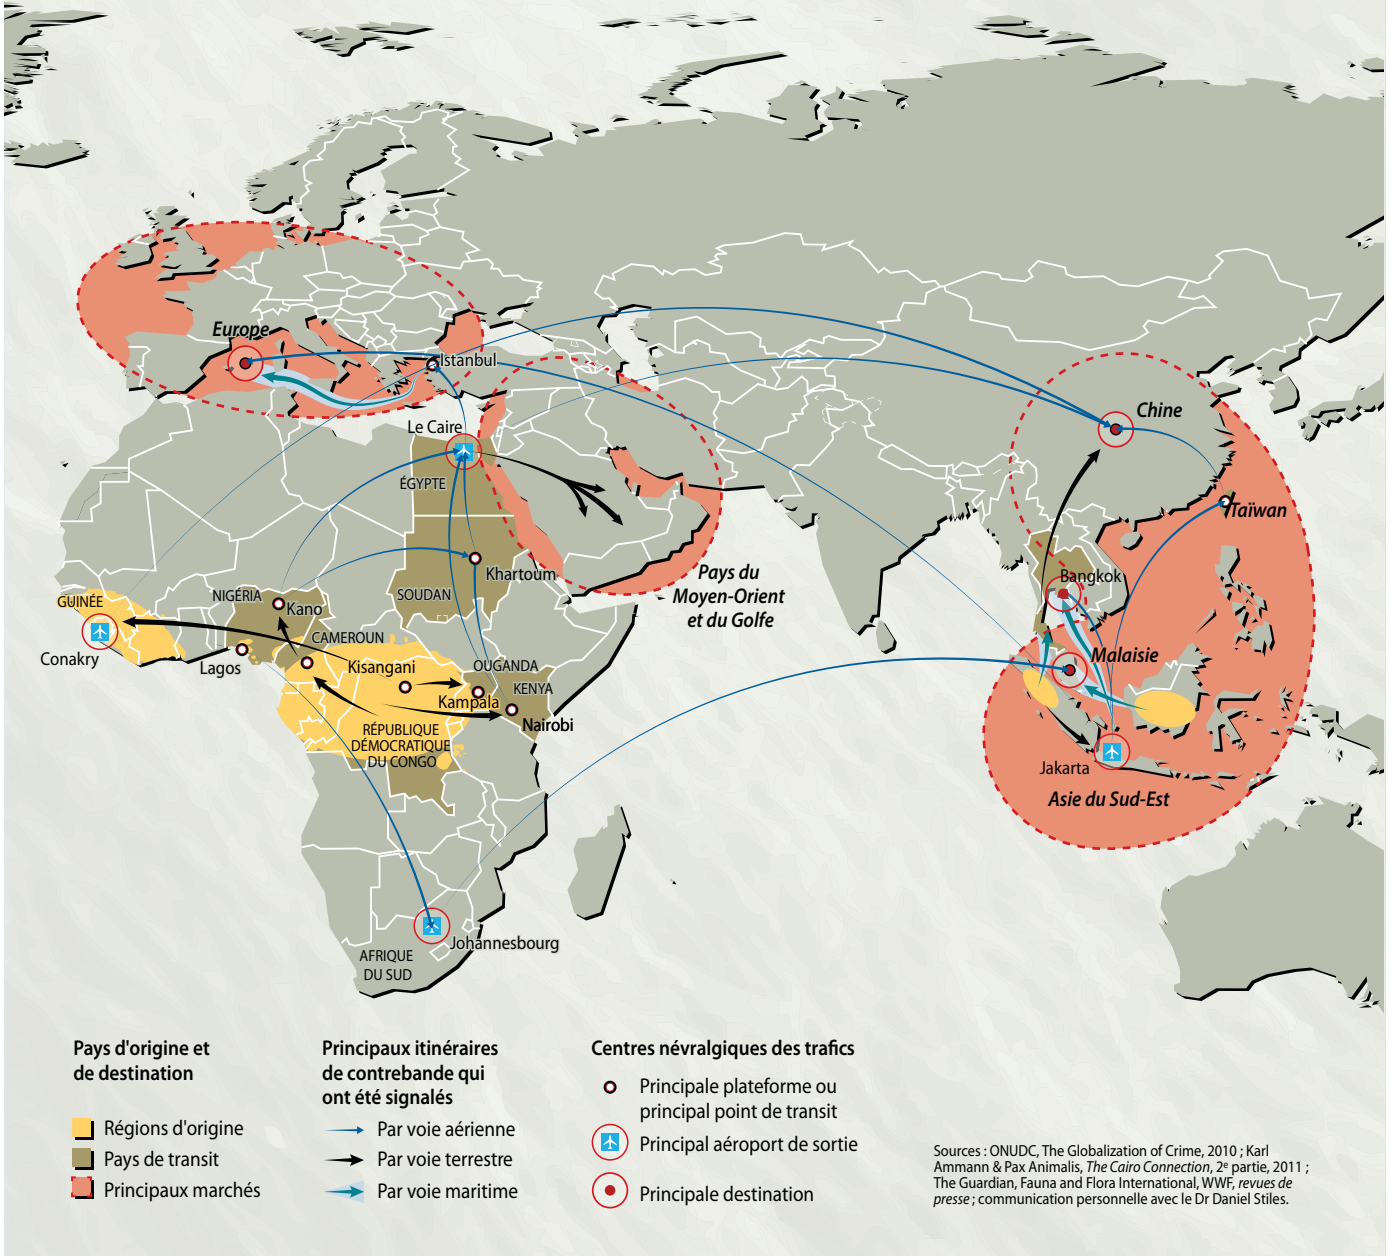 Europe
Istanbul
Le Caire
ÉGYPTE
Chine
Taïwan
Khartoum
SOUDAN
Pays du
Moyen-Orient
et du Golfe
Bangkok
GUINÉE
NIGÉRIA
Kano
CAMEROUN
Conakry
Lagos
Kisangani
OUGANDA
KENYA
Kampala
Nairobi
Malaisie
RÉPUBLIQUE
DÉMOCRATIQUE
DU CONGO
Jakarta
Asie du Sud-Est
Johannesbourg
AFRIQUE
DU SUD
Pays d'origine et
de destination
Régions d'origine
Pays de transit
Principaux marchés
Principaux itinéraires
de contrebande qui
ont été signalés
Par voie aérienne
Par voie terrestre
Par voie maritime
Centres névralgiques des trafics
Principale plateforme ou
principal point de transit
Principal aéroport de sortie
Principale destination
Sources : ONUDC, The Globalization of Crime, 2010 ; Karl
Ammann & Pax Animalis, The Cairo Connection, 2e partie, 2011 ;
The Guardian, Fauna and Flora International, WWF, revues de
presse ; communication personnelle avec le Dr Daniel Stiles.